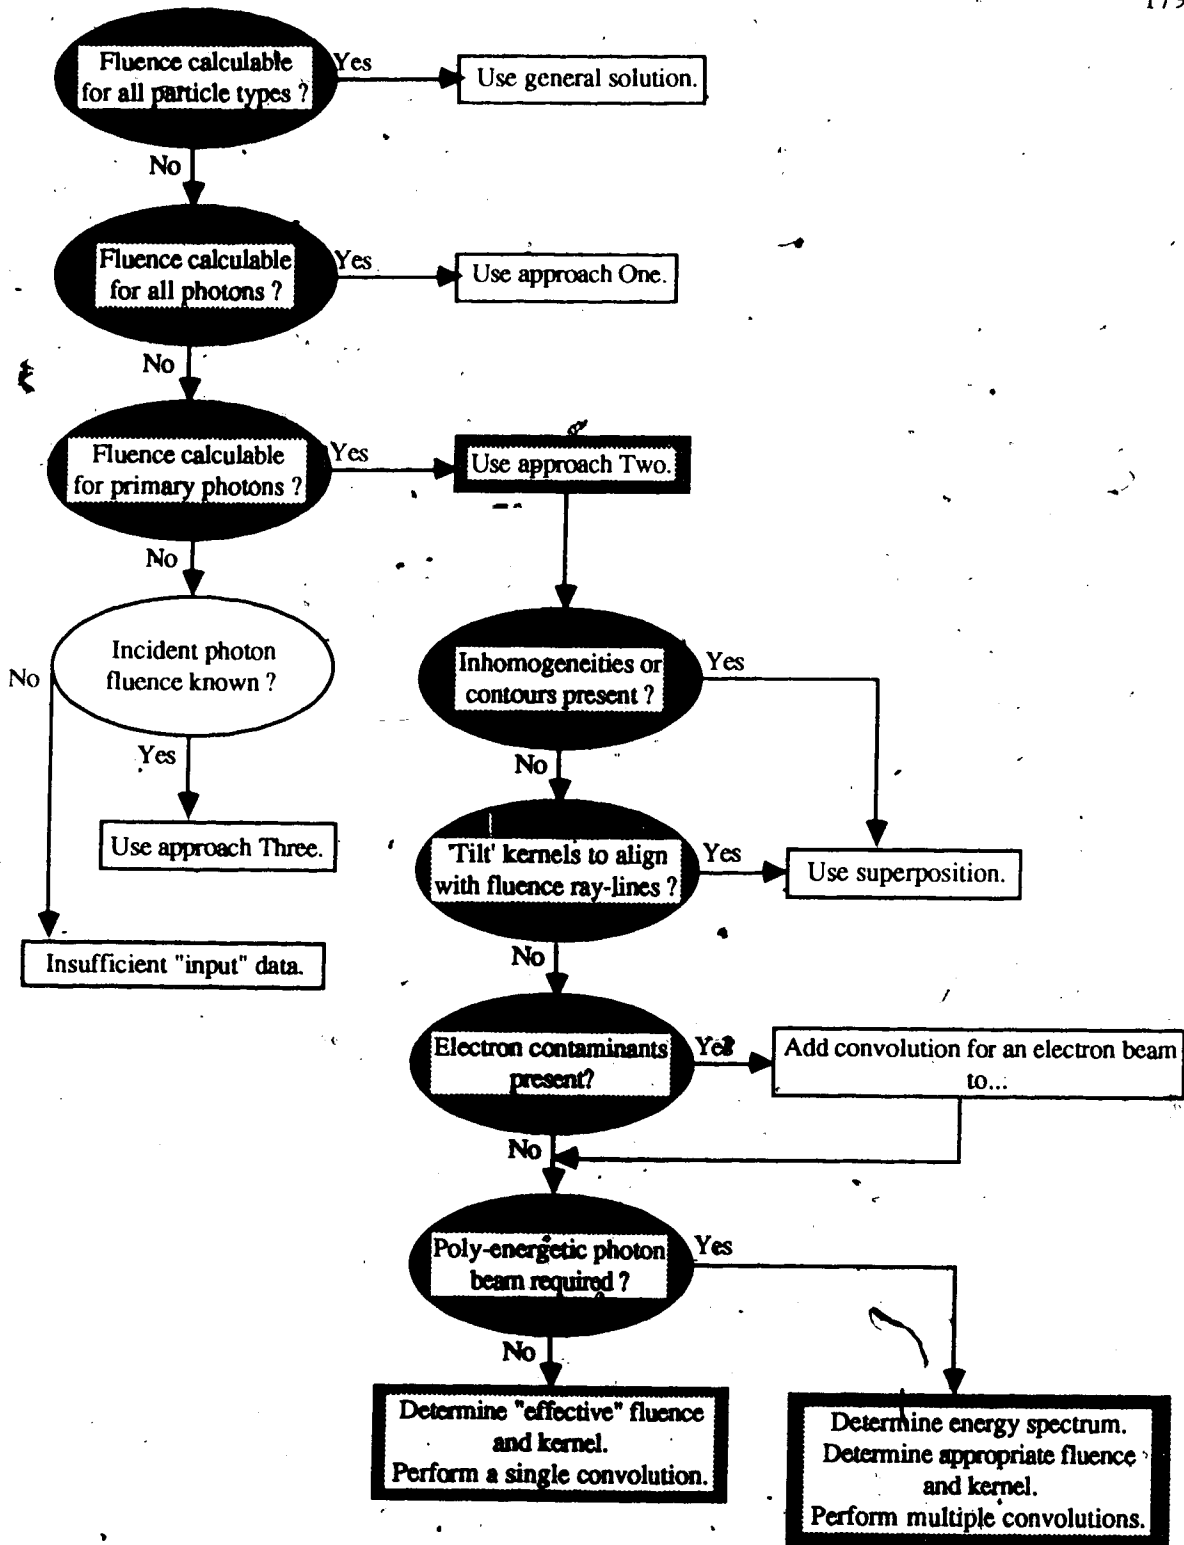 Fluence calculable
for all particle types ?
Yes
Use general solution.
No
Fluence calculable
for all photons ?
Yes
Use approach One.
No
Fluence calculable
for primary photons ?
Yes
Use approach Two.
No
Incident photon
fluence known ?
No
Yes
Use approach Three.
Insufficient "input" data.
Inhomogeneities or
contours present ?
Yes
No
'Tilt' kernels to align
with fluence ray-lines ?
Yes
Use superposition.
No
Electron contaminants
present?
Yes
Add convolution for an electron beam
to...
No
Poly-energetic photon
beam required ?
Yes
No
Determine "effective" fluence
and kernel.
Perform a single convolution.
Determine energy spectrum.
Determine appropriate fluence
and kernel.
Perform multiple convolutions.